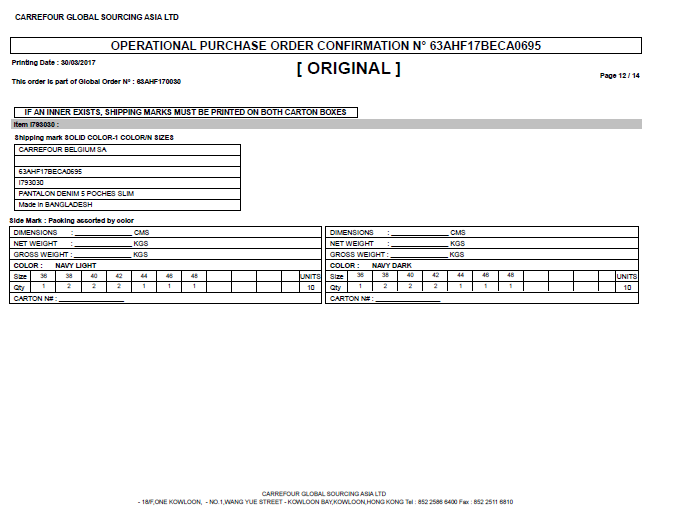 CARREFOUR GLOBAL SOURCING ASIA LTD
OPERATIONAL PURCHASE ORDER CONFIRMATION N° 63AHF17BECA0695
Printing Date : 30/03/2017
[ ORIGINAL ]
Page 12 / 14
This order is part of Global Order N° : 63AHF170030
IF AN INNER EXISTS, SHIPPING MARKS MUST BE PRINTED ON BOTH CARTON BOXES
Item I793030 :
Shipping mark SOLID COLOR-1 COLOR/N SIZES
CARREFOUR BELGIUM SA
63AHF17BECA0695
I793030
PANTALON DENIM 5 POCHES SLIM
Made in BANGLADESH
Side Mark : Packing assorted by color
DIMENSIONS : ______________ CMS
NET WEIGHT : ______________ KGS
GROSS WEIGHT : ______________ KGS
COLOR : NAVY LIGHT
Size 36 38 40 42 44 46 48 UNITS
Qty 1 2 2 2 1 1 1 10
CARTON N# : ________________
DIMENSIONS : ______________ CMS
NET WEIGHT : ______________ KGS
GROSS WEIGHT : ______________ KGS
COLOR : NAVY DARK
Size 36 38 40 42 44 46 48 UNITS
Qty 1 2 2 2 1 1 1 10
CARTON N# : ________________
CARREFOUR GLOBAL SOURCING ASIA LTD
- 18/F,ONE KOWLOON, - NO.1,WANG YUE STREET - KOWLOON BAY,KOWLOON,HONG KONG Tel : 852 2586 6400 Fax : 852 2511 6810